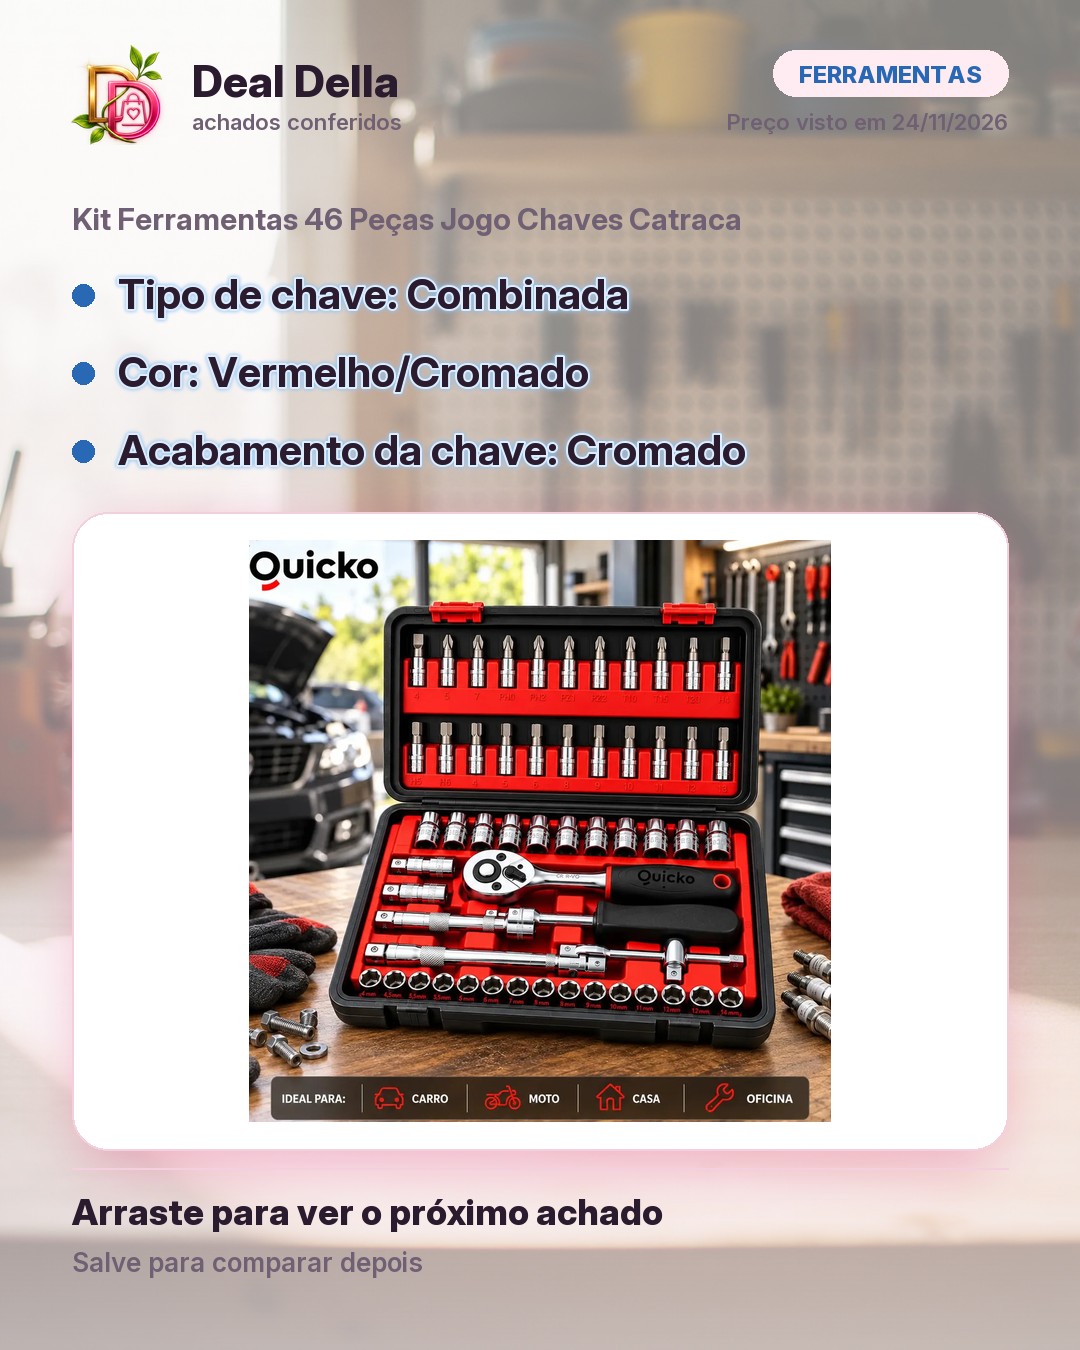 Deal Della
achados conferidos
FERRAMENTAS
Preço visto em 24/11/2026
Kit Ferramentas 46 Peças Jogo Chaves Catraca
Tipo de chave: Combinada
Cor: Vermelho/Cromado
Acabamento da chave: Cromado
Quicko
Quicko
IDEAL PARA:
CARRO
MOTO
CASA
OFICINA
Arraste para ver o próximo achado
Salve para comparar depois